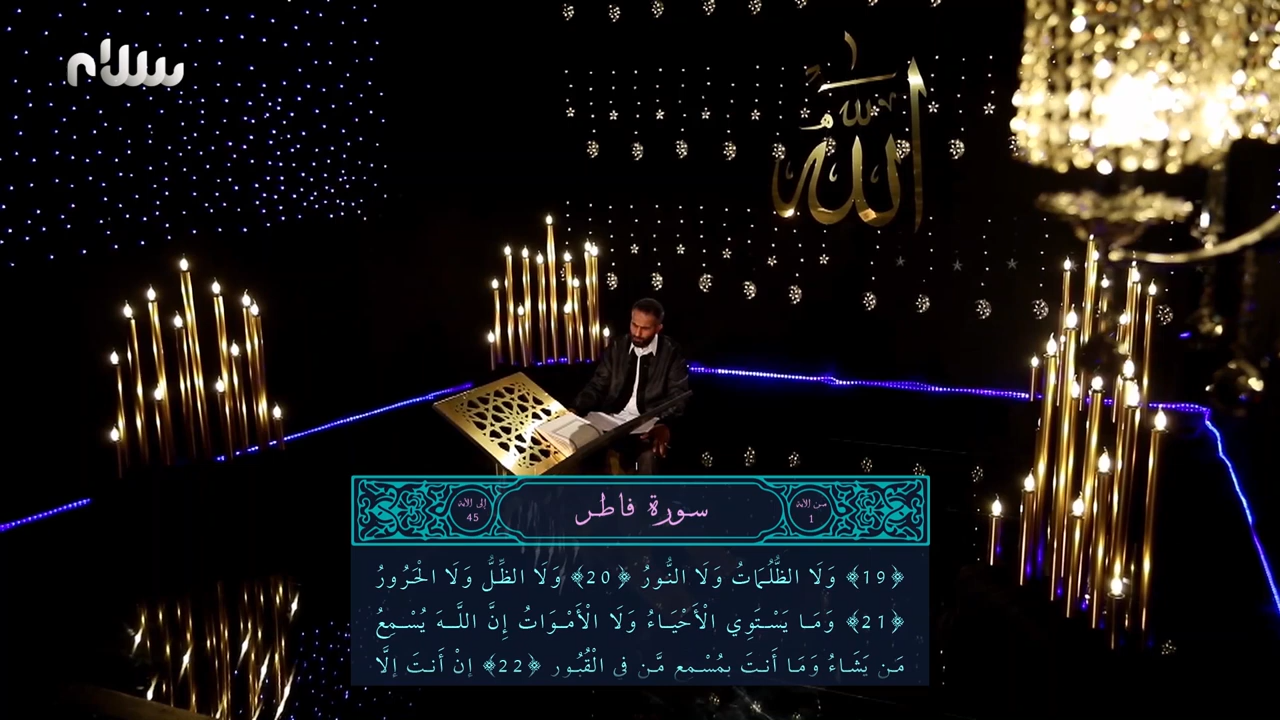 سلام
الله
من الآية
1
سورة فاطر
إلى الآية
45
﴿19﴾ وَلَا الظُّلُمَاتُ وَلَا النُّورُ ﴿20﴾ وَلَا الظِّلُّ وَلَا الْحَرُورُ
﴿21﴾ وَمَا يَسْتَوِي الْأَحْيَاءُ وَلَا الْأَمْوَاتُ إِنَّ اللَّهَ يُسْمِعُ
مَن يَشَاءُ وَمَا أَنتَ بِمُسْمِعٍ مَّن فِي الْقُبُورِ ﴿22﴾ إِنْ أَنتَ إِلَّا